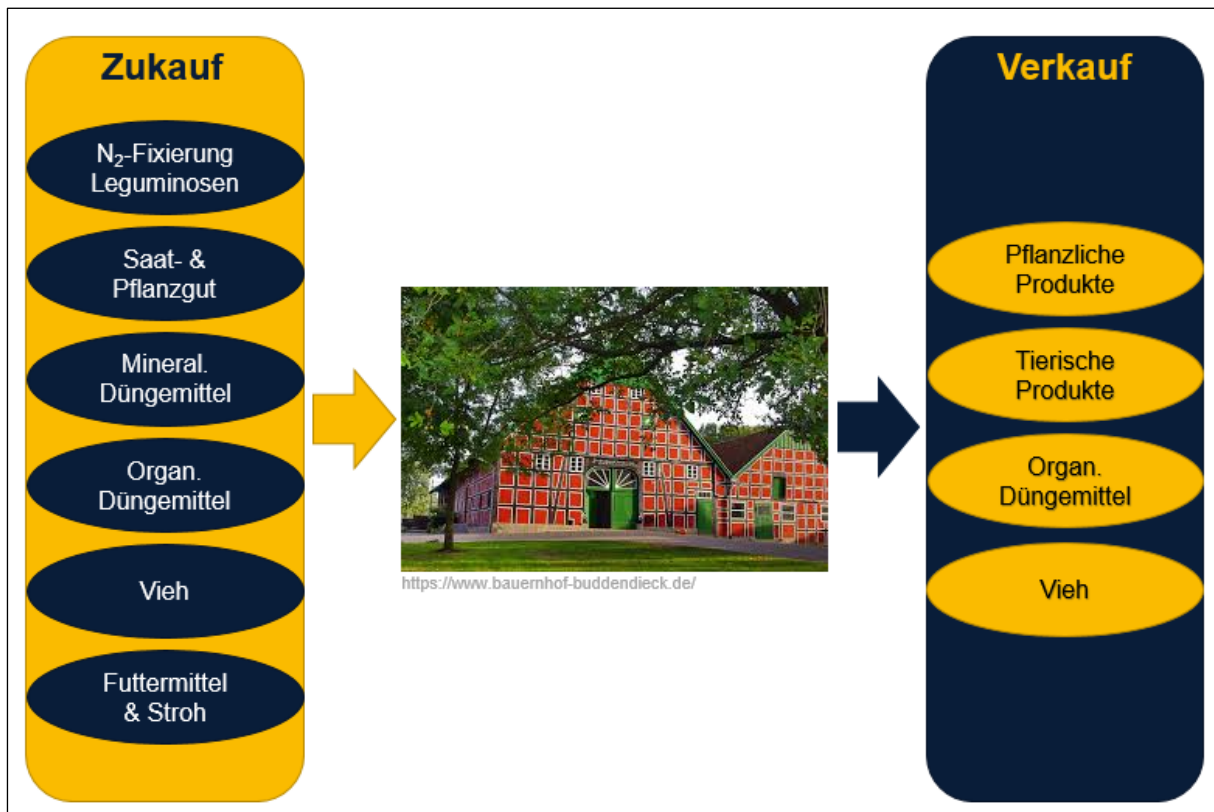 Zukauf
N₂-Fixierung
Leguminosen
Saat- &
Pflanzgut
Mineral.
Düngemittel
Organ.
Düngemittel
Vieh
Futtermittel
& Stroh
https://www.bauernhof-buddendieck.de/
Verkauf
Pflanzliche
Produkte
Tierische
Produkte
Organ.
Düngemittel
Vieh